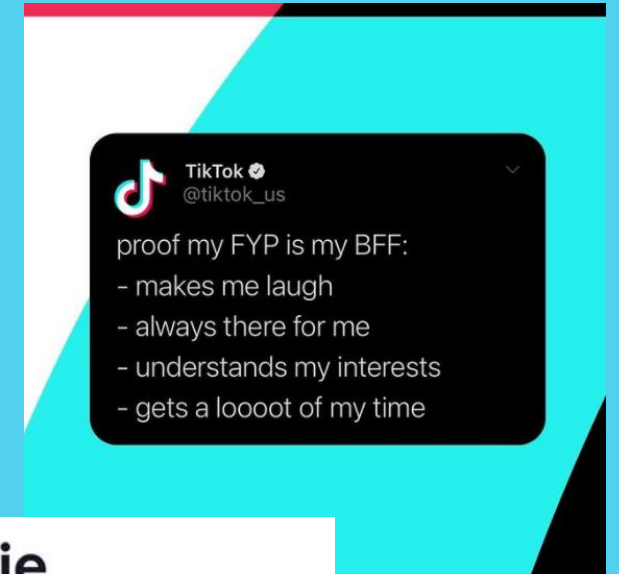 TikTok
@tiktok_us
proof my FYP is my BFF:
- makes me laugh
- always there for me
- understands my interests
- gets a loooot of my time
ie